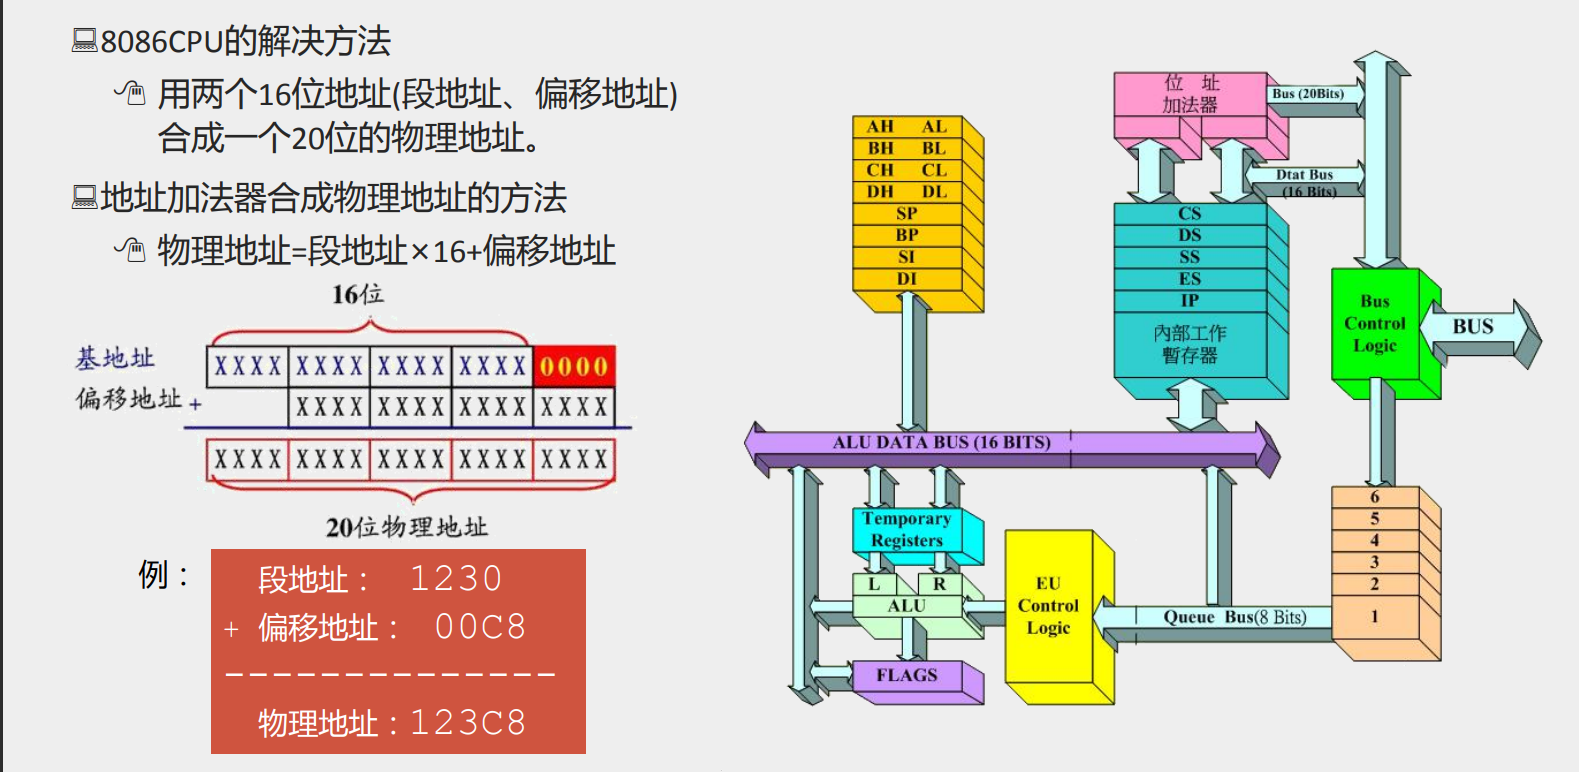 8086CPU的解决方法
用两个16位地址(段地址、偏移地址)
合成一个20位的物理地址。
地址加法器合成物理地址的方法
物理地址=段地址×16+偏移地址
16位
基地址 XXXX XXXX XXXX XXXX 0000
偏移地址 + XXXX XXXX XXXX XXXX
XXXX XXXX XXXX XXXX XXXX
20位物理地址
例：
段地址： 1230
+ 偏移地址： 00C8
--------------
物理地址：123C8
AH AL
BH BL
CH CL
DH DL
SP
BP
SI
DI
位 址
加法器
Bus (20Bits)
Dtat Bus
(16 Bits)
CS
DS
SS
ES
IP
內部工作
暫存器
Bus
Control
Logic
BUS
ALU DATA BUS (16 BITS)
Temporary
Registers
L R
ALU
FLAGS
EU
Control
Logic
Queue Bus(8 Bits)
6
5
4
3
2
1